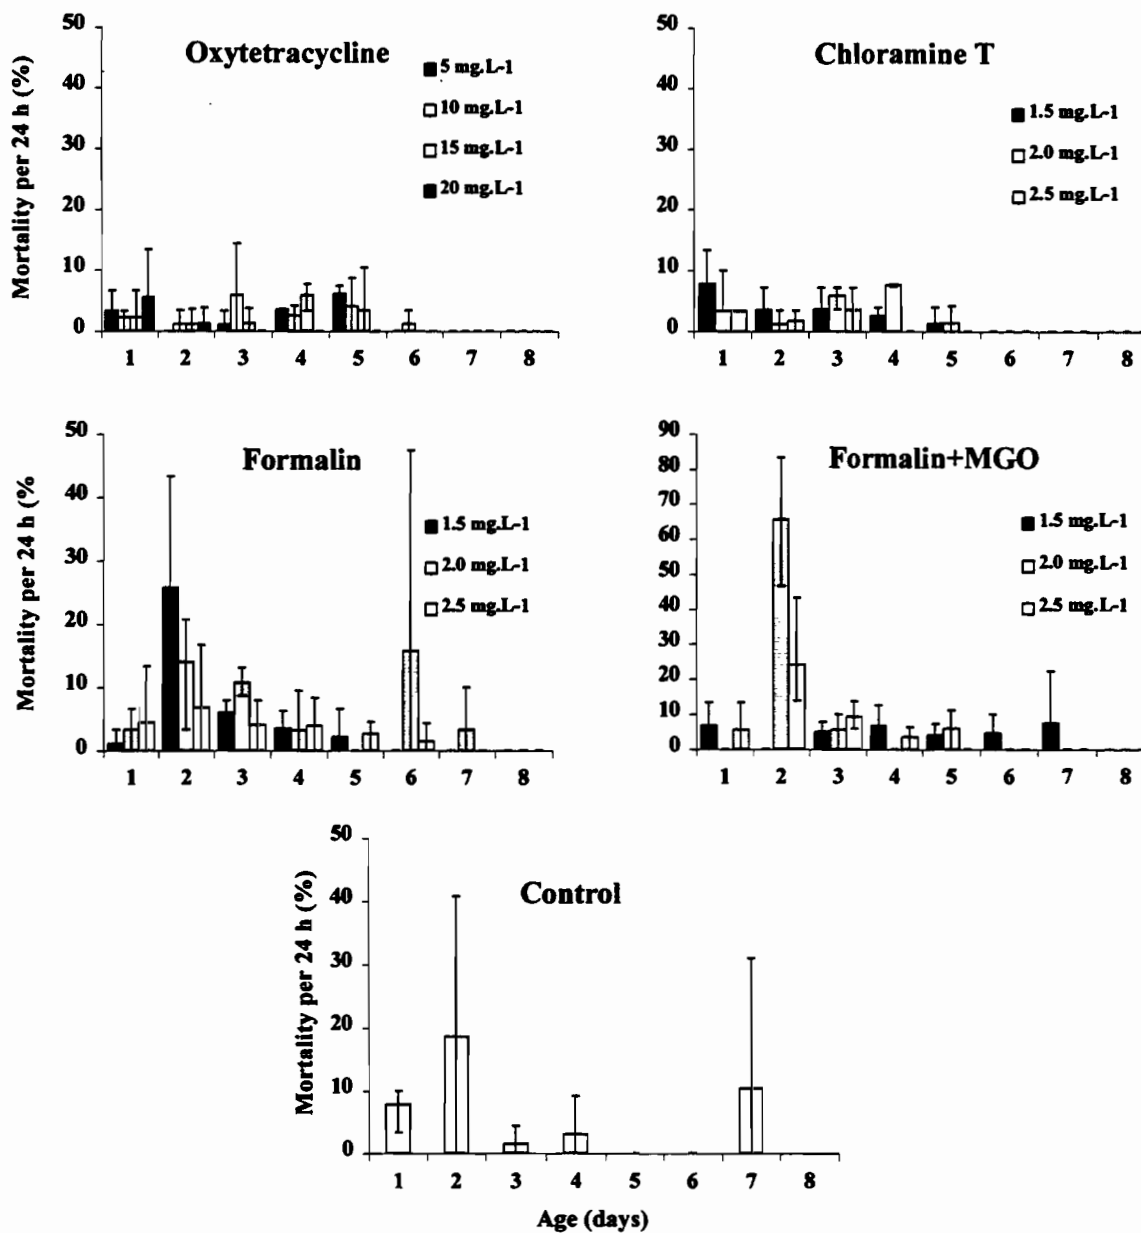 Oxytetracycline
Mortality per 24 h (%)
50
40
30
20
10
0
5 mg.L-1
10 mg.L-1
15 mg.L-1
20 mg.L-1
1 2 3 4 5 6 7 8
Chloramine T
50
40
30
20
10
0
1.5 mg.L-1
2.0 mg.L-1
2.5 mg.L-1
1 2 3 4 5 6 7 8
Formalin
Mortality per 24 h (%
50
40
30
20
10
0
1.5 mg.L-1
2.0 mg.L-1
2.5 mg.L-1
1 2 3 4 5 6 7 8
Formalin+MGO
90
80
70
60
50
40
30
20
10
0
1.5 mg.L-1
2.0 mg.L-1
2.5 mg.L-1
1 2 3 4 5 6 7 8
Control
Mortality per 24 h (%)
50
40
30
20
10
0
1 2 3 4 5 6 7 8
Age (days)